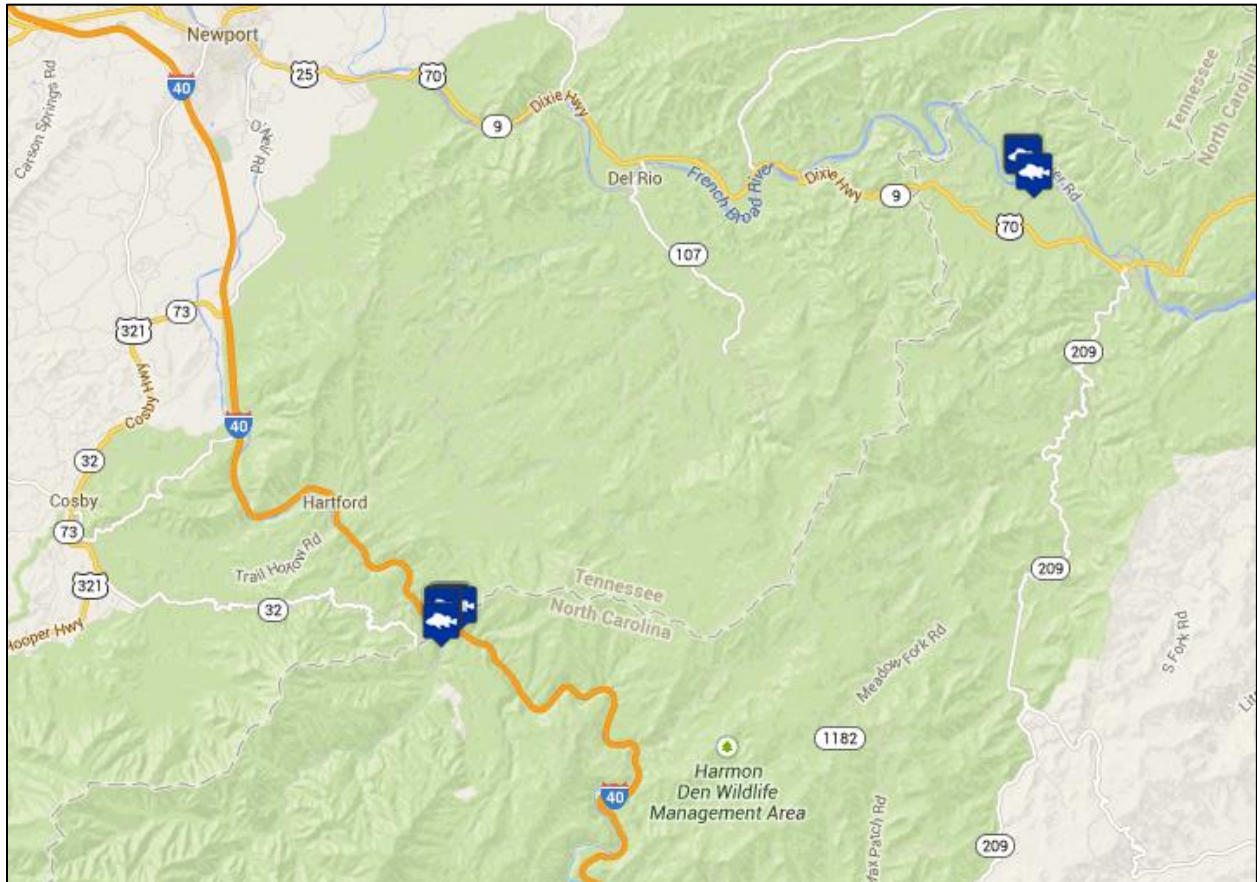 Newport
40
25
70
Carson Springs Rd
O'Neil Rd
Dixie Hwy
9
Tennessee
North Carolina
Del Rio
French Broad River
Dixie Hwy
9
70
107
73
321
Cosby Hwy
209
40
32
Cosby
Hartford
73
Trail Hollow Rd
321
32
Hooper Hwy
Tennessee
North Carolina
209
S Fork Rd
Meadow Fork Rd
1182
Harmon
Den Wildlife
Management Area
40
Max Patch Rd
209